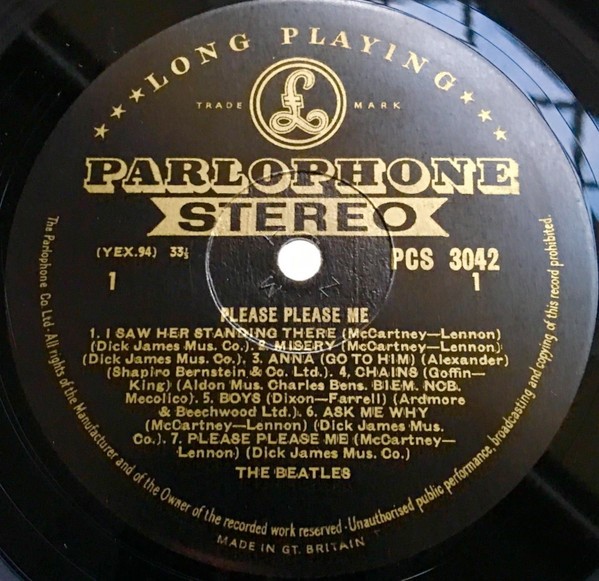 ★★★LONG PLAYING★★★
TRADE £ MARK
PARLOPHONE
STEREO
(YEX.94) 33⅓ PCS 3042
1 1
PLEASE PLEASE ME
1. I SAW HER STANDING THERE (McCartney—Lennon)
(Dick James Mus. Co.). 2. MISERY (McCartney—Lennon)
(Dick James Mus. Co.). 3. ANNA (GO TO HIM) (Alexander)
(Shapiro Bernstein & Co. Ltd.). 4. CHAINS (Goffin—
King) (Aldon Mus. Charles Bens. BIEM. NCB.
Mecolico). 5. BOYS (Dixon—Farrell) (Ardmore
& Beechwood Ltd.). 6. ASK ME WHY
(McCartney—Lennon) (Dick James Mus.
Co.). 7. PLEASE PLEASE ME (McCartney—
Lennon) (Dick James Mus. Co.)
THE BEATLES
The Parlophone Co. Ltd. All rights of the Manufacturer and of the Owner of the recorded work reserved · Unauthorised public performance, broadcasting and copying of this record prohibited.
MADE IN GT. BRITAIN